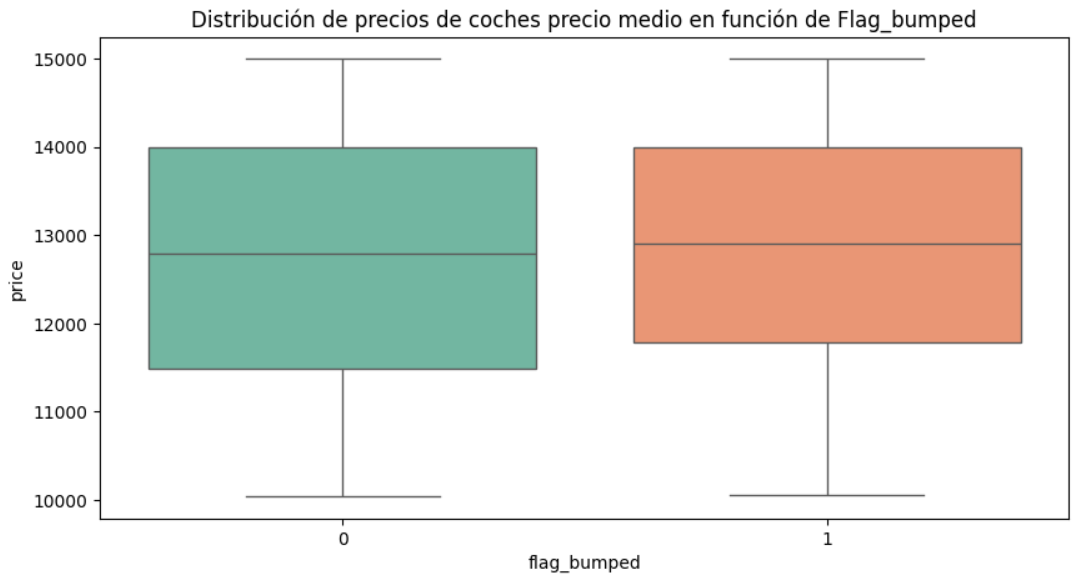 Distribución de precios de coches precio medio en función de Flag_bumped
15000
14000
13000
12000
11000
10000
price
0
1
flag_bumped